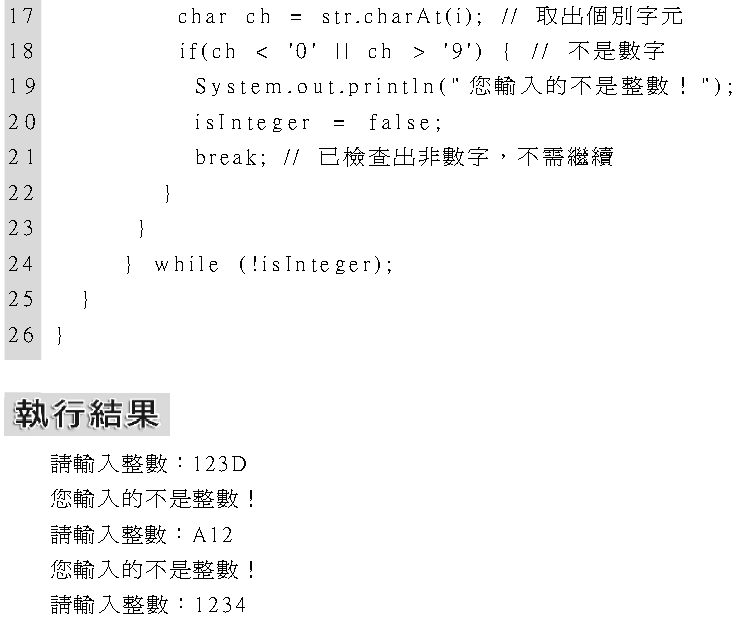 17 char ch = str.charAt(i); // 取出個別字元
18 if(ch < '0' || ch > '9') { // 不是數字
19 System.out.println("您輸入的不是整數！");
20 isInteger = false;
21 break; // 已檢查出非數字，不需繼續
22 }
23 }
24 } while (!isInteger);
25 }
26 }
執行結果
請輸入整數：123D
您輸入的不是整數！
請輸入整數：A12
您輸入的不是整數！
請輸入整數：1234